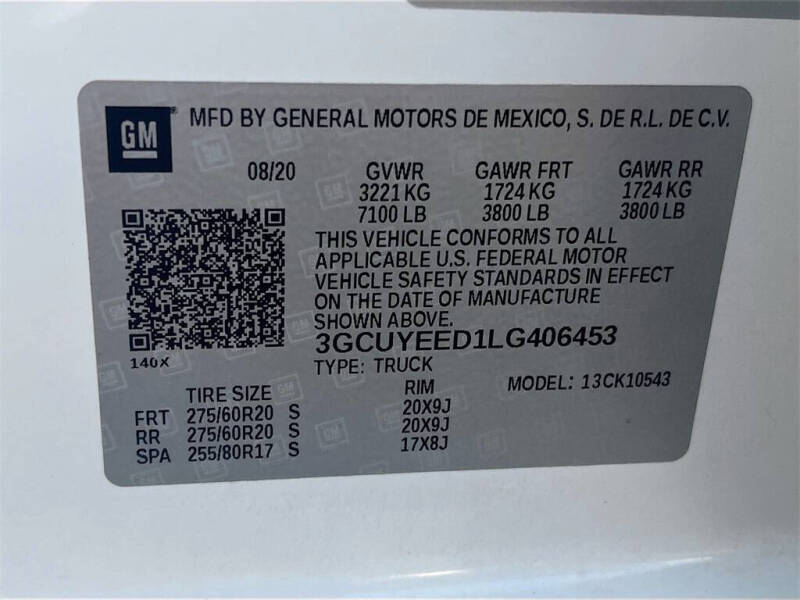 GM MFD BY GENERAL MOTORS DE MEXICO, S. DE R.L. DE C.V.
08/20 GVWR GAWR FRT GAWR RR
3221 KG 1724 KG 1724 KG
7100 LB 3800 LB 3800 LB
THIS VEHICLE CONFORMS TO ALL
APPLICABLE U.S. FEDERAL MOTOR
VEHICLE SAFETY STANDARDS IN EFFECT
ON THE DATE OF MANUFACTURE
SHOWN ABOVE.
3GCUYEED1LG406453
140X TYPE: TRUCK
TIRE SIZE RIM MODEL: 13CK10543
FRT 275/60R20 S 20X9J
RR 275/60R20 S 20X9J
SPA 255/80R17 S 17X8J